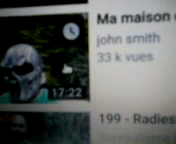 Ma maison
john smith
33 k vues
17:22
199 - Radies